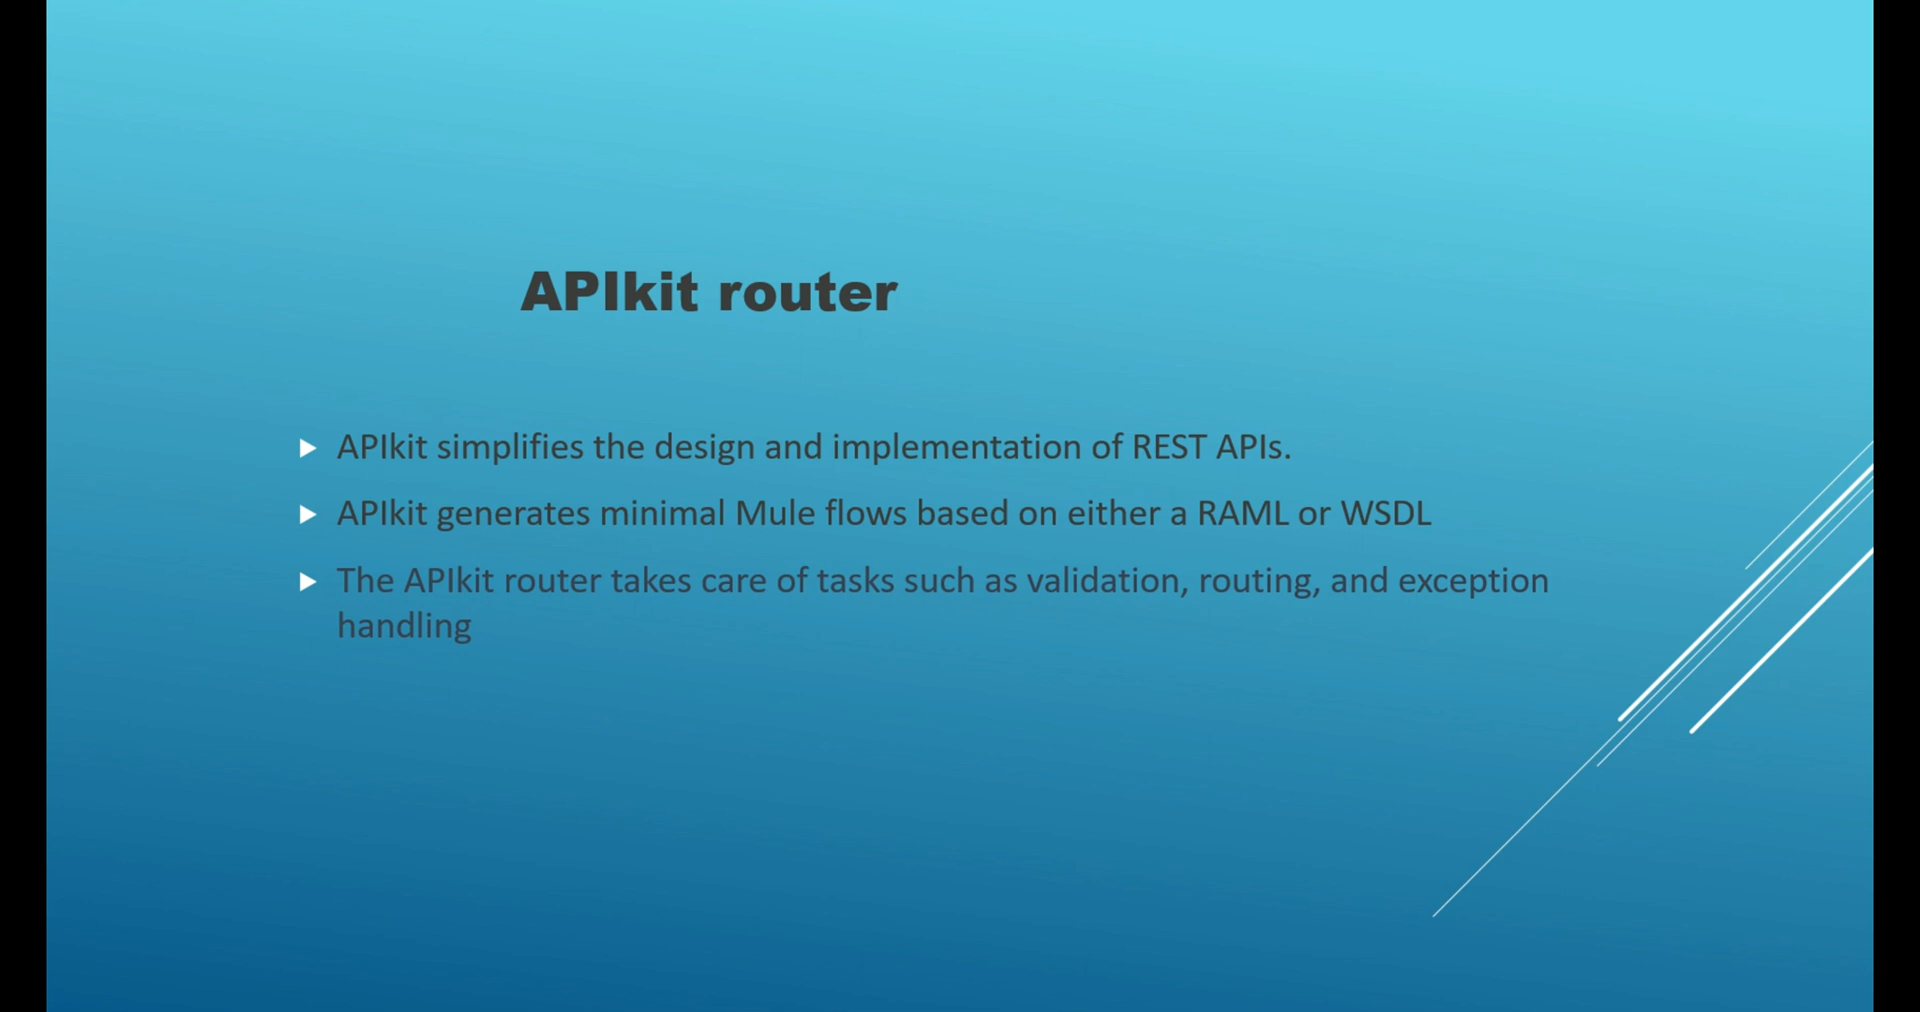 APIkit router
APIkit simplifies the design and implementation of REST APIs.
APIkit generates minimal Mule flows based on either a RAML or WSDL
The APIkit router takes care of tasks such as validation, routing, and exception
handling